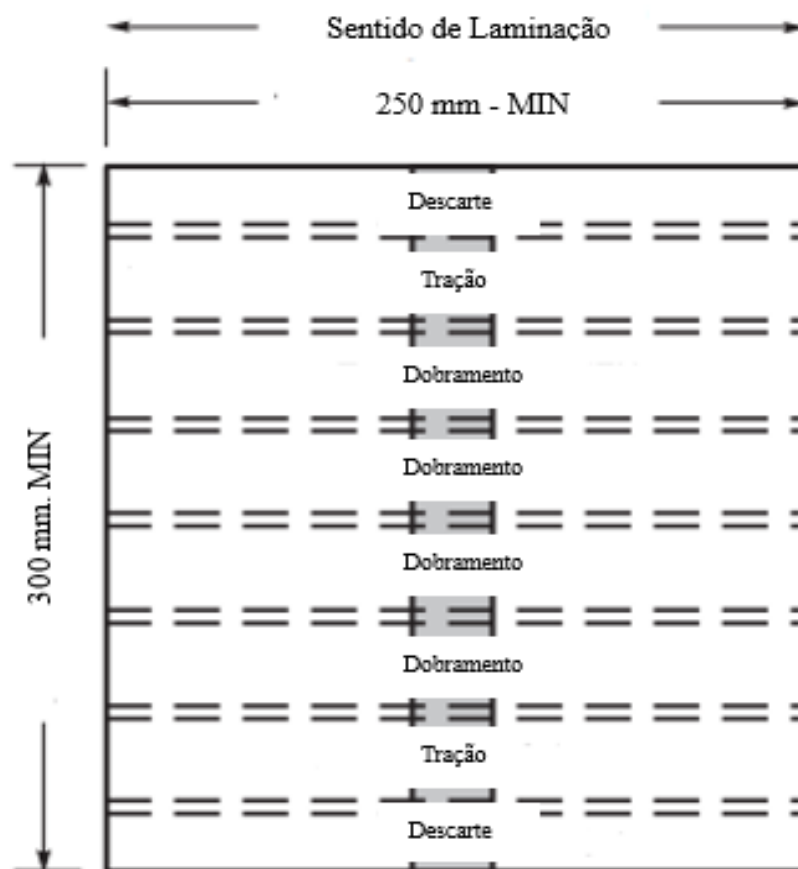 Sentido de Laminação
250 mm - MIN
Descarte
Tração
Dobramento
Dobramento
300 mm. MIN
Dobramento
Dobramento
Tração
Descarte